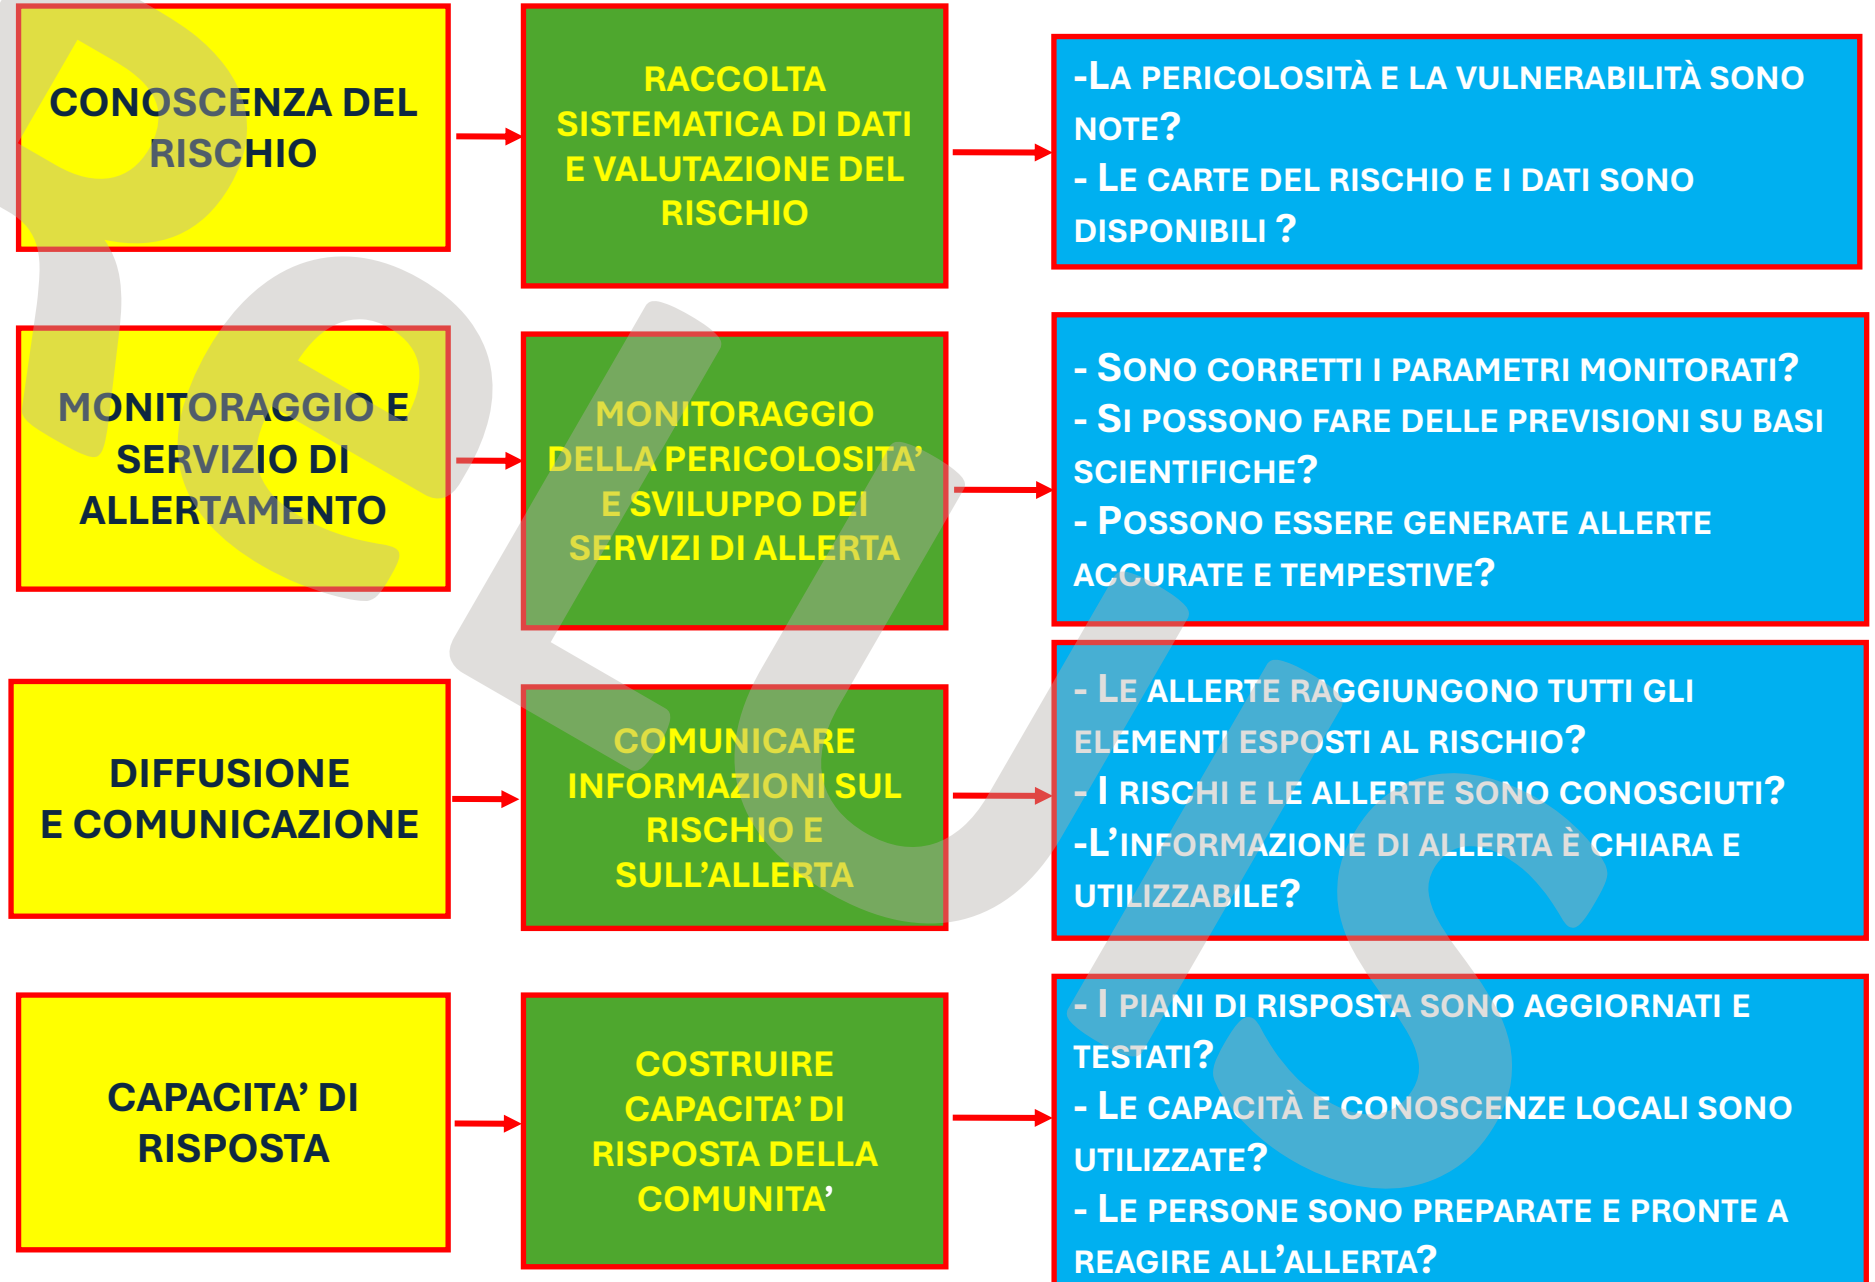 CONOSCENZA DEL
RISCHIO
RACCOLTA
SISTEMATICA DI DATI
E VALUTAZIONE DEL
RISCHIO
-LA PERICOLOSITÀ E LA VULNERABILITÀ SONO
NOTE?
- LE CARTE DEL RISCHIO E I DATI SONO
DISPONIBILI ?
MONITORAGGIO E
SERVIZIO DI
ALLERTAMENTO
MONITORAGGIO
DELLA PERICOLOSITA’
E SVILUPPO DEI
SERVIZI DI ALLERTA
- SONO CORRETTI I PARAMETRI MONITORATI?
- SI POSSONO FARE DELLE PREVISIONI SU BASI
SCIENTIFICHE?
- POSSONO ESSERE GENERATE ALLERTE
ACCURATE E TEMPESTIVE?
DIFFUSIONE
E COMUNICAZIONE
COMUNICARE
INFORMAZIONI SUL
RISCHIO E
SULL’ALLERTA
- LE ALLERTE RAGGIUNGONO TUTTI GLI
ELEMENTI ESPOSTI AL RISCHIO?
- I RISCHI E LE ALLERTE SONO CONOSCIUTI?
-L’INFORMAZIONE DI ALLERTA È CHIARA E
UTILIZZABILE?
CAPACITA’ DI
RISPOSTA
COSTRUIRE
CAPACITA’ DI
RISPOSTA DELLA
COMUNITA’
- I PIANI DI RISPOSTA SONO AGGIORNATI E
TESTATI?
- LE CAPACITÀ E CONOSCENZE LOCALI SONO
UTILIZZATE?
- LE PERSONE SONO PREPARATE E PRONTE A
REAGIRE ALL’ALLERTA?
ReLUIS